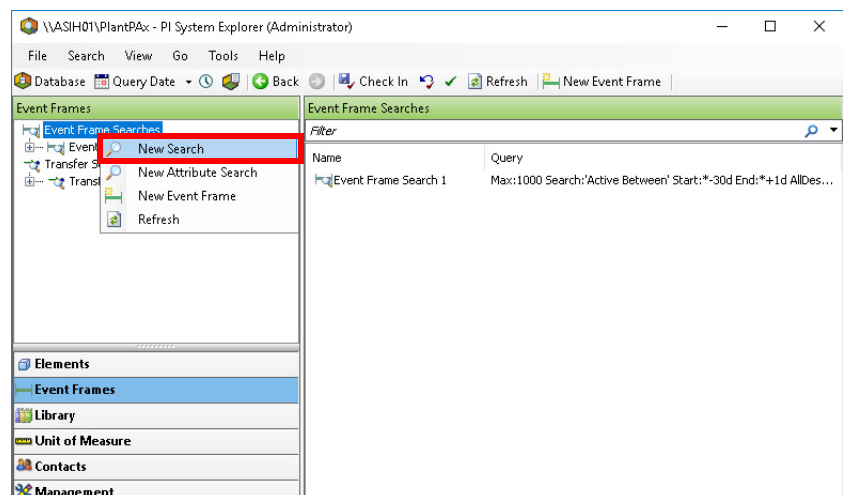 \\ASIH01\PlantPAx - PI System Explorer (Administrator)
File Search View Go Tools Help
Database Query Date Back Check In Refresh New Event Frame
Event Frames
Event Frame Searches
Event
Transfer S
Trans
New Search
New Attribute Search
New Event Frame
Refresh
Elements
Event Frames
Library
Unit of Measure
Contacts
Management
Event Frame Searches
Filter
Name Query
Event Frame Search 1 Max:1000 Search:'Active Between' Start:*-30d End:*+1d AllDes...